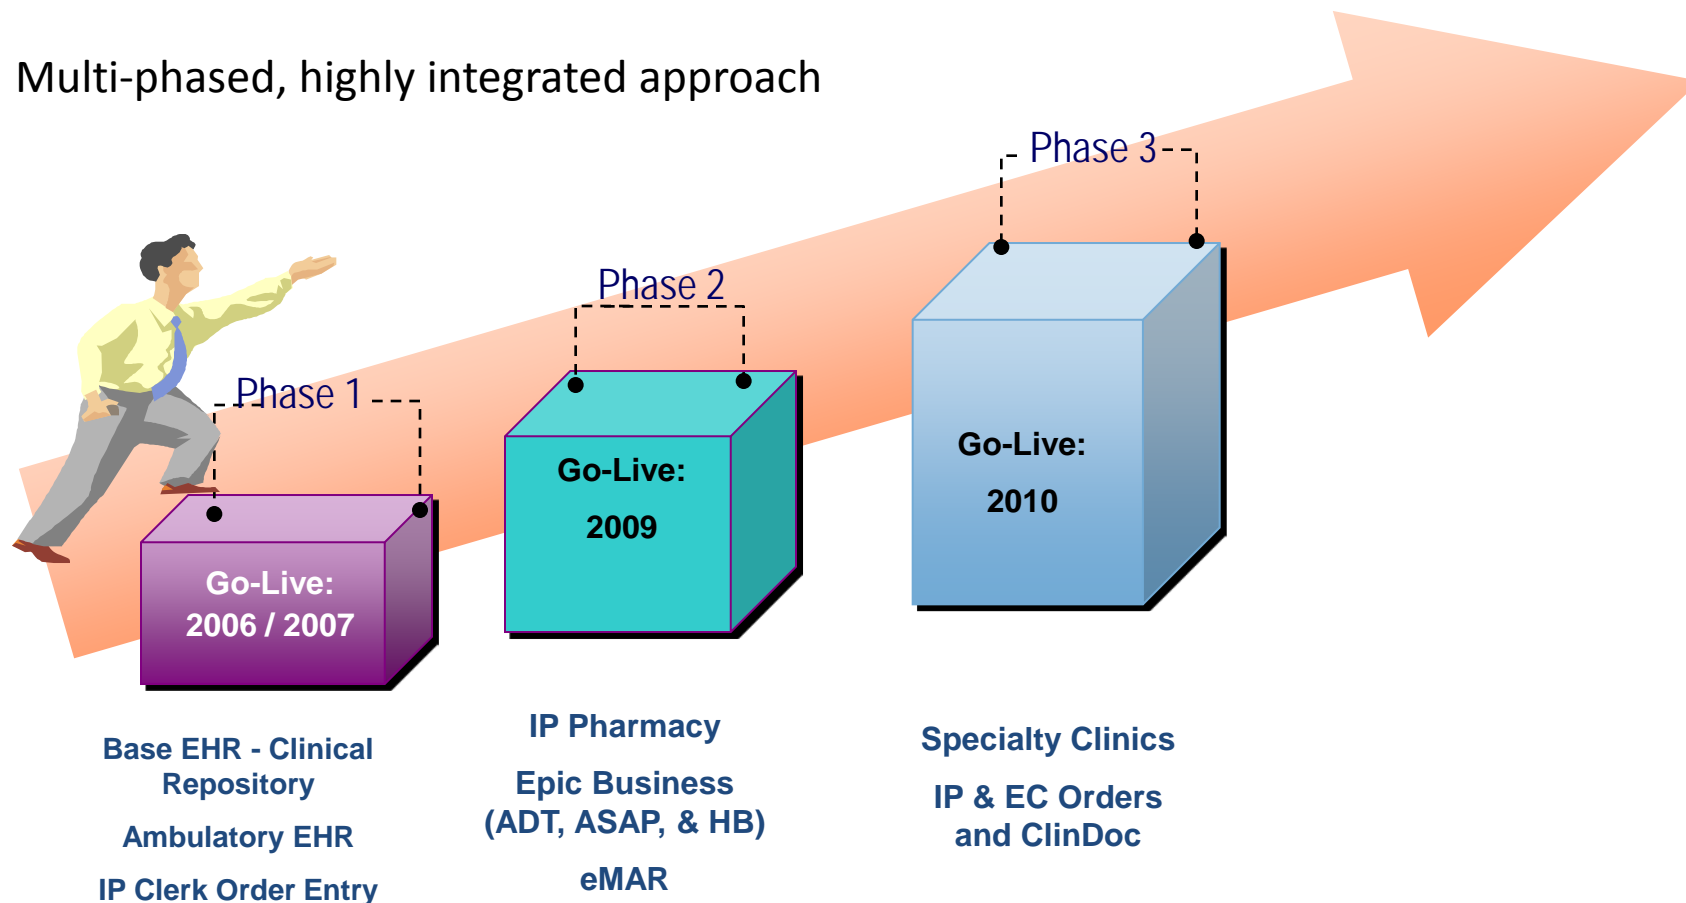 Multi-phased, highly integrated approach
Phase 1
Go-Live:
2006 / 2007
Base EHR - Clinical
Repository
Ambulatory EHR
IP Clerk Order Entry
Phase 2
Go-Live:
2009
IP Pharmacy
Epic Business
(ADT, ASAP, & HB)
eMAR
Phase 3
Go-Live:
2010
Specialty Clinics
IP & EC Orders
and ClinDoc